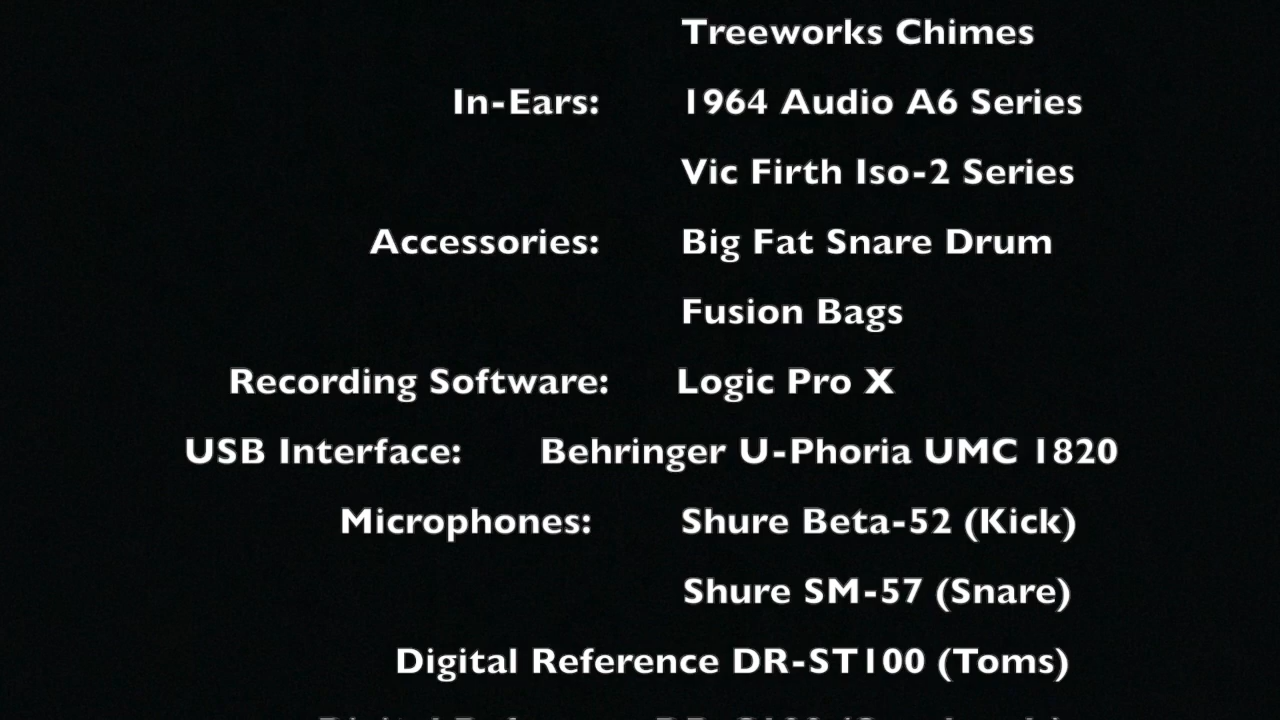 Treeworks Chimes
In-Ears: 1964 Audio A6 Series
Vic Firth Iso-2 Series
Accessories: Big Fat Snare Drum
Fusion Bags
Recording Software: Logic Pro X
USB Interface: Behringer U-Phoria UMC 1820
Microphones: Shure Beta-52 (Kick)
Shure SM-57 (Snare)
Digital Reference DR-ST100 (Toms)